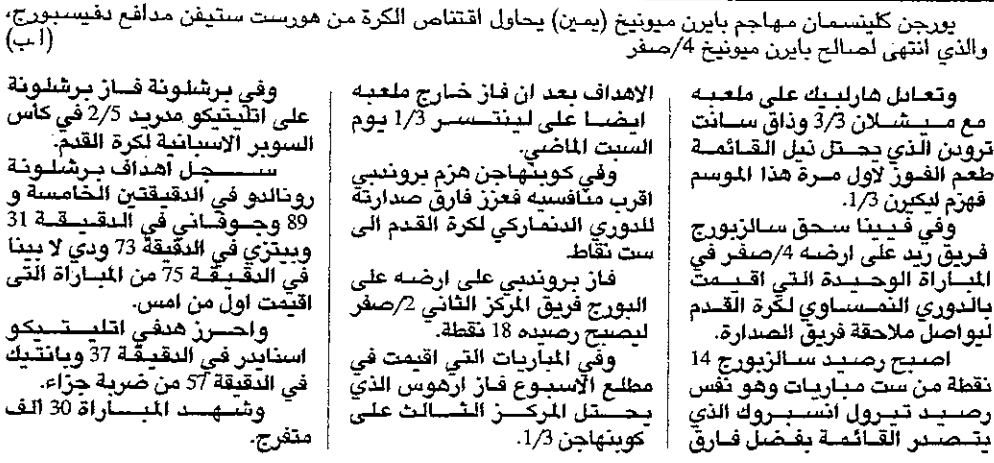 يورجن كلينسمان مهاجم بايرن ميونيخ (يمين) يحاول اقتناص الكرة من هورست ستيفن مدافع دفيسبورج،
والذي انتهى لصالح بايرن ميونيخ 4/صفر (ا.ب)
وتعادل هارلبيك على ملعبه
مع ميشلان 3/3 وذاق سانت
ترودن الذي يحتل ذيل القائمة
طعم الفوز لاول مرة هذا الموسم
فهزم ليكيرن 1/3.
وفي فيينا سحق سالزبورج
فريق ريد على ارضه 4/صفر في
المباراة الوحيدة التي اقيمت
بالدوري النمساوي لكرة القدم
ليواصل ملاحقة فريق الصدارة.
اصبح رصيد سالزبورج 14
نقطة من ست مباريات وهو نفس
رصيد تيرول انسبروك الذي
يتصدر القائمة بفضل فارق
الاهداف بعد ان فاز خارج ملعبه
ايضا على لينتسر 1/3 يوم
السبت الماضي.
وفي كوبنهاجن هزم بروندبي
اقرب منافسيه فعزز فارق صدارته
للدوري الدنماركي لكرة القدم الى
ست نقاط.
فاز بروندبي على ارضه على
البورج فريق المركز الثاني 2/صفر
ليصبح رصيده 18 نقطة.
وفي المباريات التي اقيمت في
مطلع الاسبوع فاز ارهوس الذي
يحتل المركز الثالث على
كوبنهاجن 1/3.
وفي برشلونة فاز برشلونة
على اتليتيكو مدريد 2/5 في كأس
السوبر الاسبانية لكرة القدم.
سجل اهداف برشلونة
رونالدو في الدقيقتين الخامسة و
89 وجوفاني في الدقيقة 31
وبيتزي في الدقيقة 73 ودي لا بينا
في الدقيقة 75 من المباراة التى
اقيمت اول من امس.
واحرز هدفي اتليتيكو
اسنايدر في الدقيقة 37 وبانتيك
في الدقيقة 57 من ضربة جزاء.
وشهد المباراة 30 الف
متفرج.